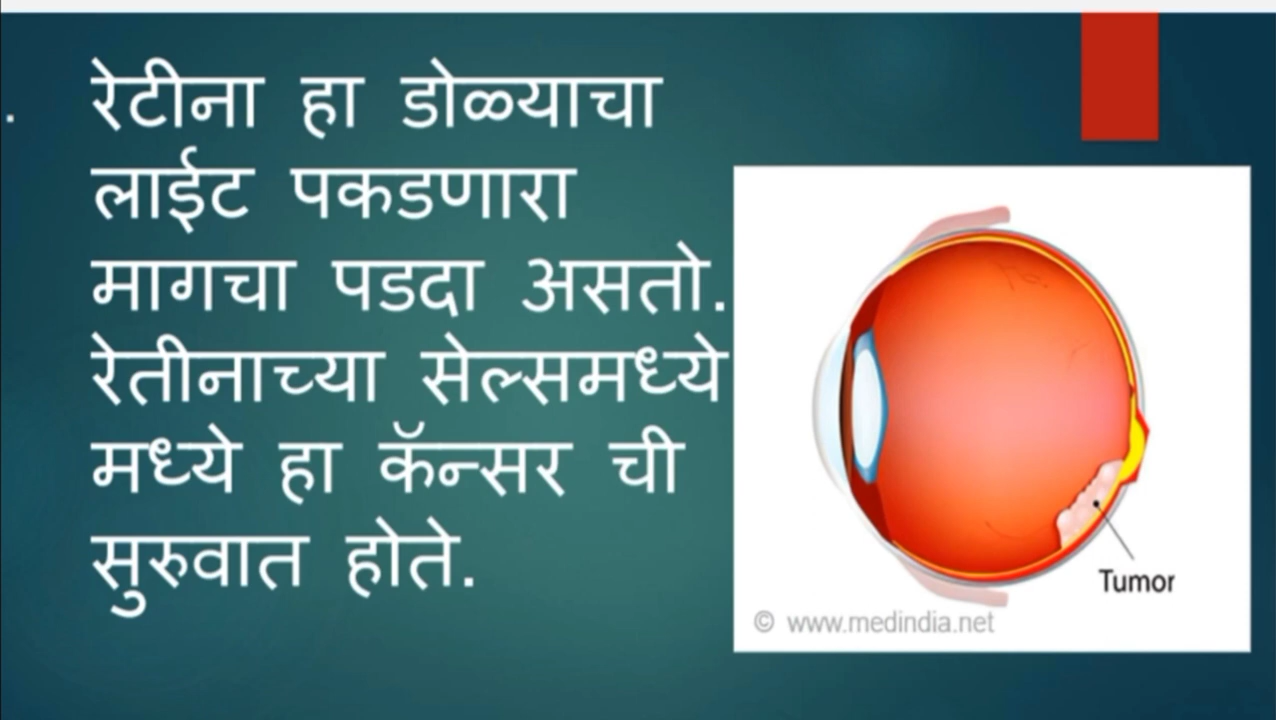 रेटीना हा डोळ्याचा
लाईट पकडणारा
मागचा पडदा असतो.
रेतीनाच्या सेल्समध्ये
मध्ये हा कॅन्सर ची
सुरुवात होते.
Tumor
© www.medindia.net